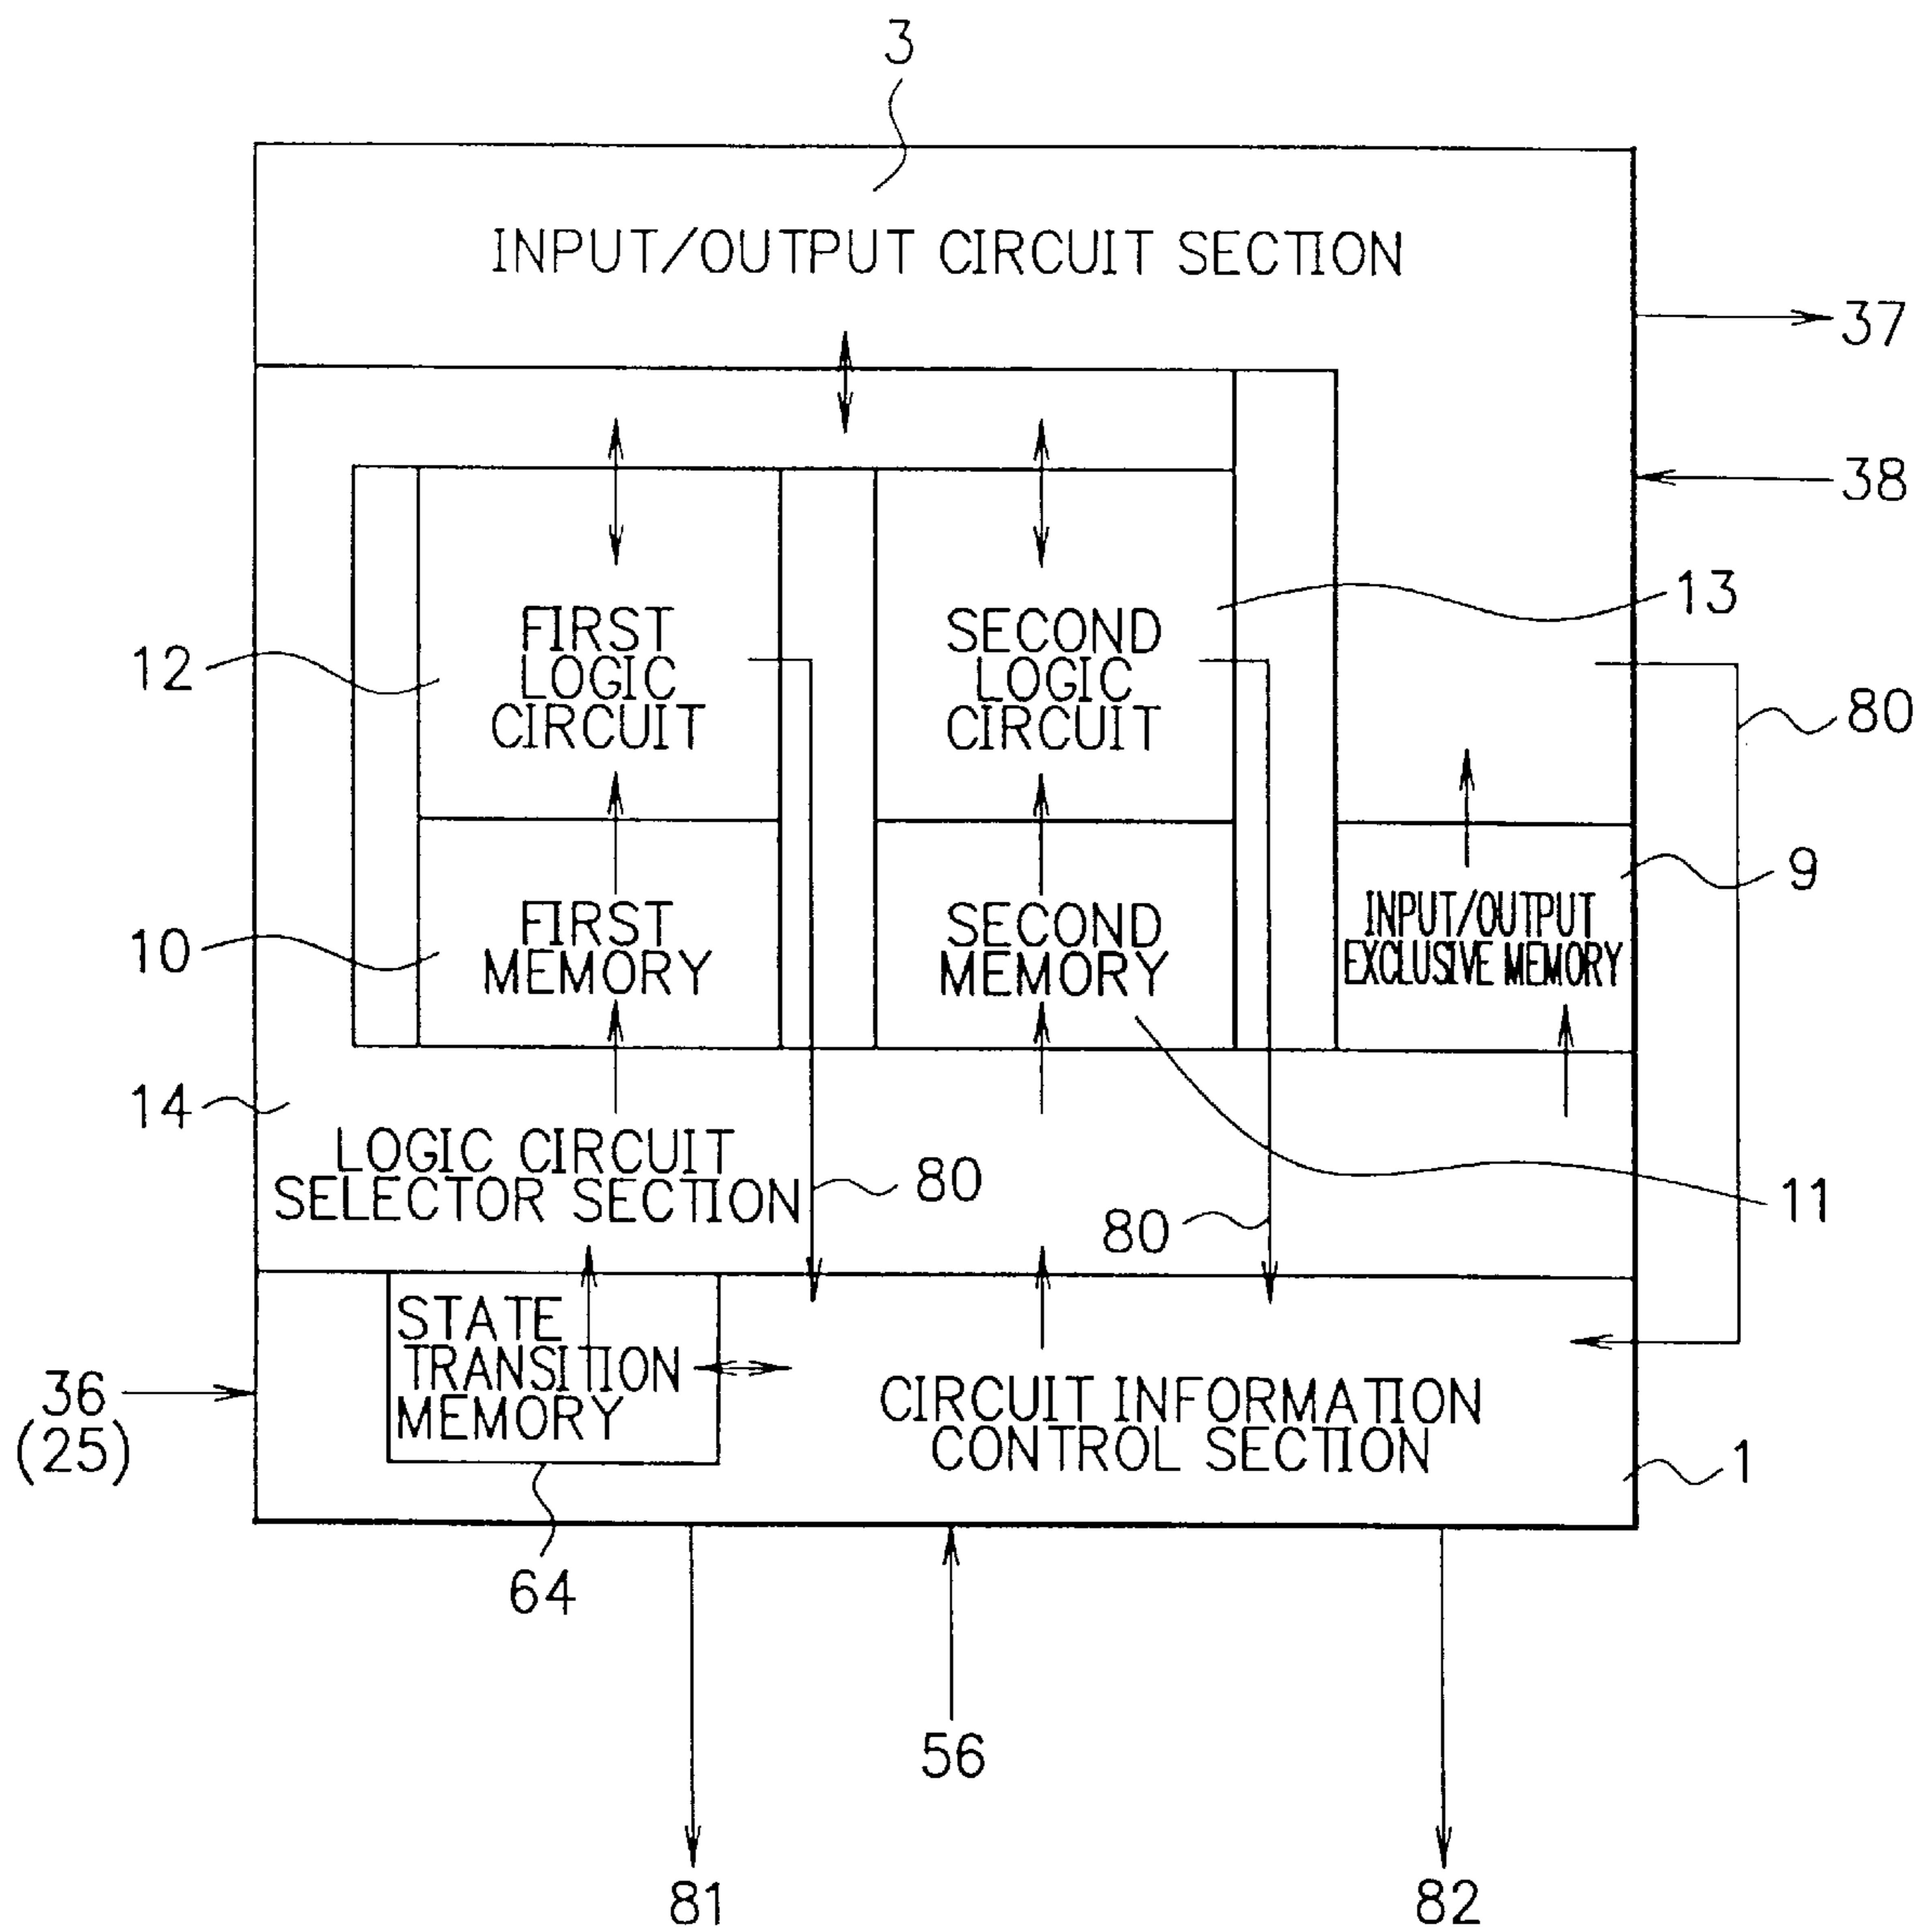 3
INPUT/OUTPUT CIRCUIT SECTION
37
38
13
FIRST
LOGIC
CIRCUIT
SECOND
LOGIC
CIRCUIT
12
80
9
FIRST
MEMORY
SECOND
MEMORY
INPUT/OUTPUT
EXCLUSIVE MEMORY
10
14
LOGIC CIRCUIT
SELECTOR SECTION
80
80
11
STATE
TRANSITION
MEMORY
CIRCUIT INFORMATION
CONTROL SECTION
36
(25)
1
64
56
81
82